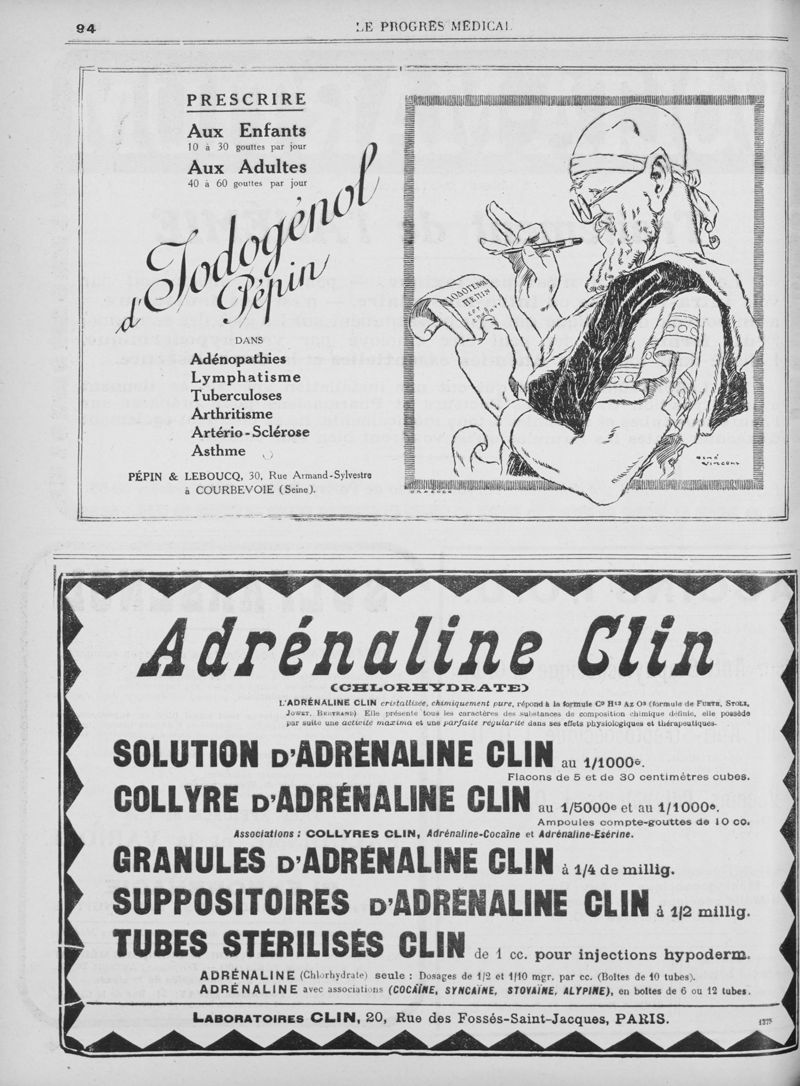 94
LE PROGRÈS MÉDICAL
PRESCRIRE
Aux Enfants
10 à 30 gouttes par jour
Aux Adultes
40 à 60 gouttes par jour
d'Iodogénol
Pépin
DANS
Adénopathies
Lymphatisme
Tuberculoses
Arthritisme
Artério-Sclérose
Asthme
PÉPIN & LEBOUCQ, 30, Rue Armand-Sylvestre
à COURBEVOIE (Seine).
RENÉ
VINCENT
DRAEGER
Adrénaline Clin
(CHLORHYDRATE)
L'ADRÉNALINE CLIN cristallisée, chimiquement pure, répond à la formule C⁹ H¹³ Az O³ (formule de FURTH, STOLZ,
JOWET, BERTRAND) Elle présente tous les caractères des substances de composition chimique définie, elle possède
par suite une activité maxima et une parfaite régularité dans ses effets physiologiques et thérapeutiques.
SOLUTION D'ADRÉNALINE CLIN au 1/1000e.
Flacons de 5 et de 30 centimètres cubes.
COLLYRE D'ADRÉNALINE CLIN au 1/5000e et au 1/1000e.
Ampoules compte-gouttes de 10 cc.
Associations : COLLYRES CLIN, Adrénaline-Cocaïne et Adrénaline-Esérine.
GRANULES D'ADRÉNALINE CLIN à 1/4 de millig.
SUPPOSITOIRES D'ADRÉNALINE CLIN à 1/2 millig.
TUBES STÉRILISÉS CLIN de 1 cc. pour injections hypoderm.
ADRÉNALINE (Chlorhydrate) seule : Dosages de 1/2 et 1/10 mgr. par cc. (Boîtes de 10 tubes).
ADRÉNALINE avec associations (COCAÏNE, SYNCAÏNE, STOVAÏNE, ALYPINE), en boîtes de 6 ou 12 tubes.
LABORATOIRES CLIN, 20, Rue des Fossés-Saint-Jacques, PARIS.
1375